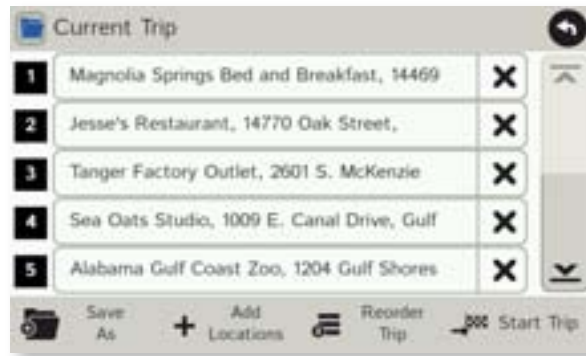 Current Trip
1 Magnolia Springs Bed and Breakfast, 14469
2 Jesse's Restaurant, 14770 Oak Street,
3 Tanger Factory Outlet, 2601 S. McKenzie
4 Sea Oats Studio, 1009 E. Canal Drive, Gulf
5 Alabama Gulf Coast Zoo, 1204 Gulf Shores
Save As
Add Locations
Reorder Trip
Start Trip